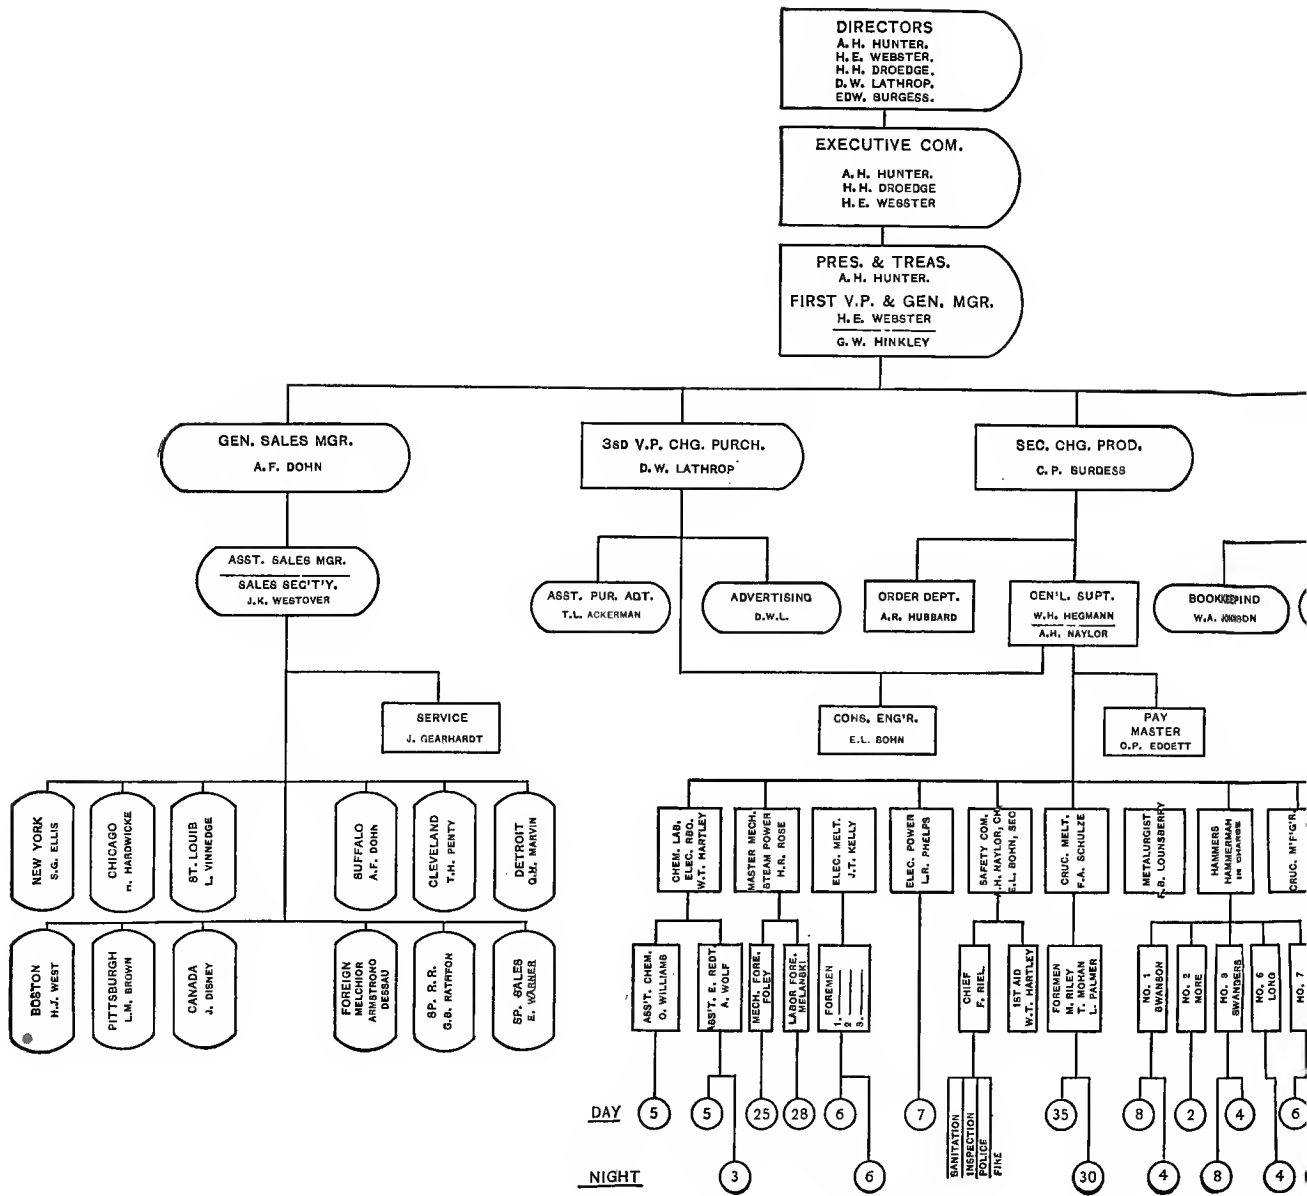 DIRECTORS
A.H. HUNTER.
H.E. WEBSTER.
H.H. DROEDGE.
D.W. LATHROP.
EDW. BURGESS.
EXECUTIVE COM.
A.H. HUNTER.
H.H. DROEDGE
H.E. WEBSTER
PRES. & TREAS.
A.H. HUNTER.
FIRST V.P. & GEN. MGR.
H.E. WEBSTER
G.W. HINKLEY
GEN. SALES MGR.
A.F. DOHN
3RD V.P. CHG. PURCH.
D.W. LATHROP
SEC. CHG. PROD.
C.P. BURGESS
ASST. SALES MGR.
SALES SEC'T'Y.
J.K. WESTOVER
ASST. PUR. AGT.
T.L. ACKERMAN
ADVERTISING
D.W.L.
ORDER DEPT.
A.R. HUBBARD
GEN'L. SUPT.
W.H. HEGMANN
A.H. NAYLOR
W.A.
SERVICE
J. GEARHARDT
CONS. ENG'R.
E.L. BOHN
PAY
MASTER
O.P.
NEW YORK
S.G. ELLIS
CHICAGO
HARDWICKE
ST. LOUIS
L. VINNEDGE
BUFFALO
A.F. DOHN
CLEVELAND
T.H. PENTY
DETROIT
G.H. MARVIN
CHEM. LAB.
ELEC. RBO.
W.T. HARTLEY
MASTER MECH.
STEAM POWER
H.R. ROSE
ELEC. MELT.
J.T. KELLY
ELEC. POWER
L.R. PHELPS
SAFETY COM.
.H. NAYLOR, CH
E.L. BOHN, SEC
CRUC. MELT.
F.A. SCHULZE
METALURGIST
F.B. LOUNSBERRY
HAMMERS
HAMMERMAN
IN CHARGE
CRUC. M'F'G'R.
BOSTON
H.J. WEST
PITTSBURGH
L.M. BROWN
CANADA
J. DISNEY
FOREIGN
MELCHIOR
ARMSTRONG
DESSAU
SP. R. R.
G.B. RATHFON
SP. SALES
E. WARNER
ASS'T. CHEM.
O. WILLIAMS
ASS'T. E. REDT.
A. WOLF
MECH. FORE.
FOLEY
LABOR FORE.
MELANSKI
FOREMEN
1.
2
3.
CHIEF
F. RIEL.
1ST AID
W.T. HARTLEY
FOREMEN
M. RILEY
T. MOHAN
L. PALMER
NO. 1
SWANSON
NO. 2
MORE
NO. 3
SWANDERS
NO. 6
LONG
NO. 7
DAY 5 5 25 28 6 7 35 8 2 4 6
SANITATION
INSPECTION
POLICE
FIRE
NIGHT 3 6 30 4 8 4